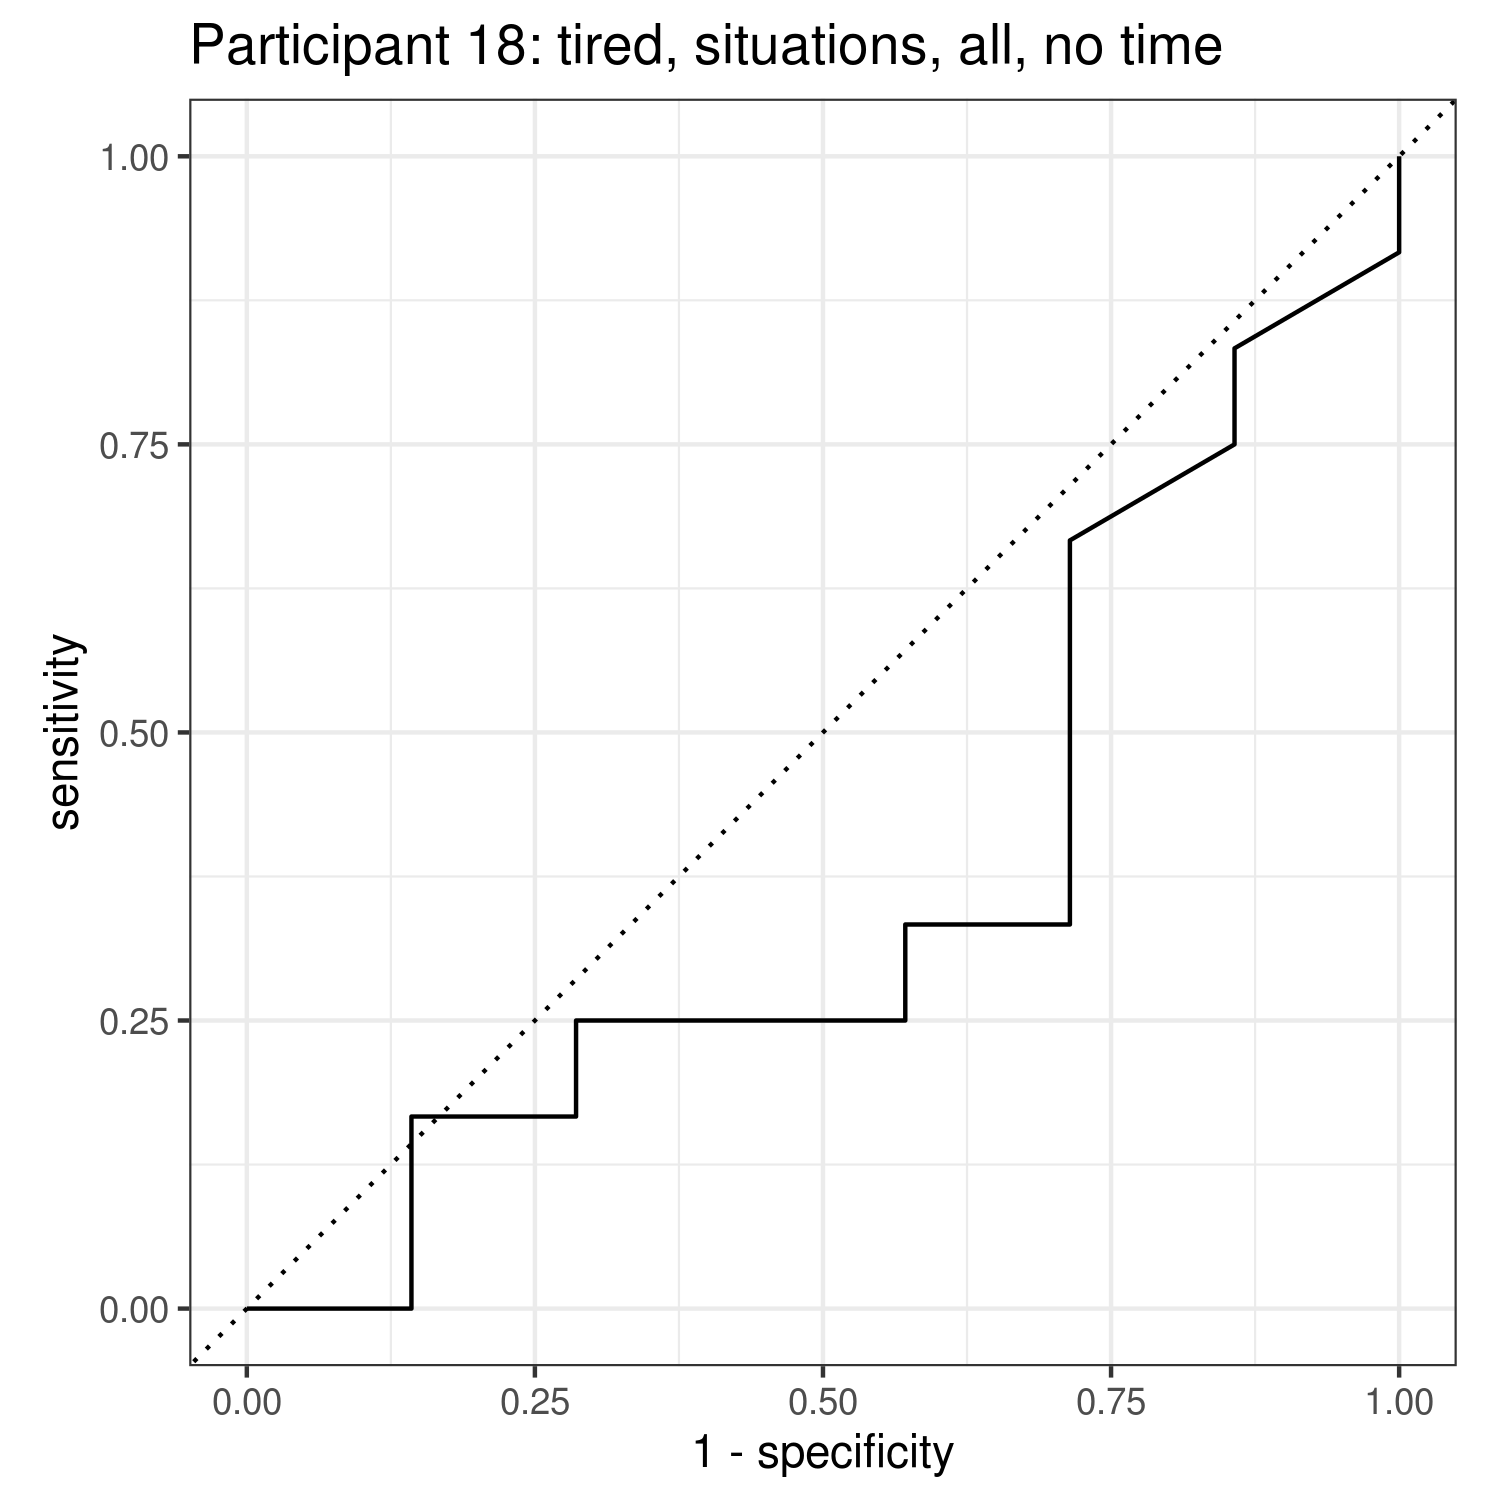 Participant 18: tired, situations, all, no time
1.00
0.75
0.50
0.25
0.00
sensitivity
0.00 0.25 0.50 0.75 1.00
1 - specificity